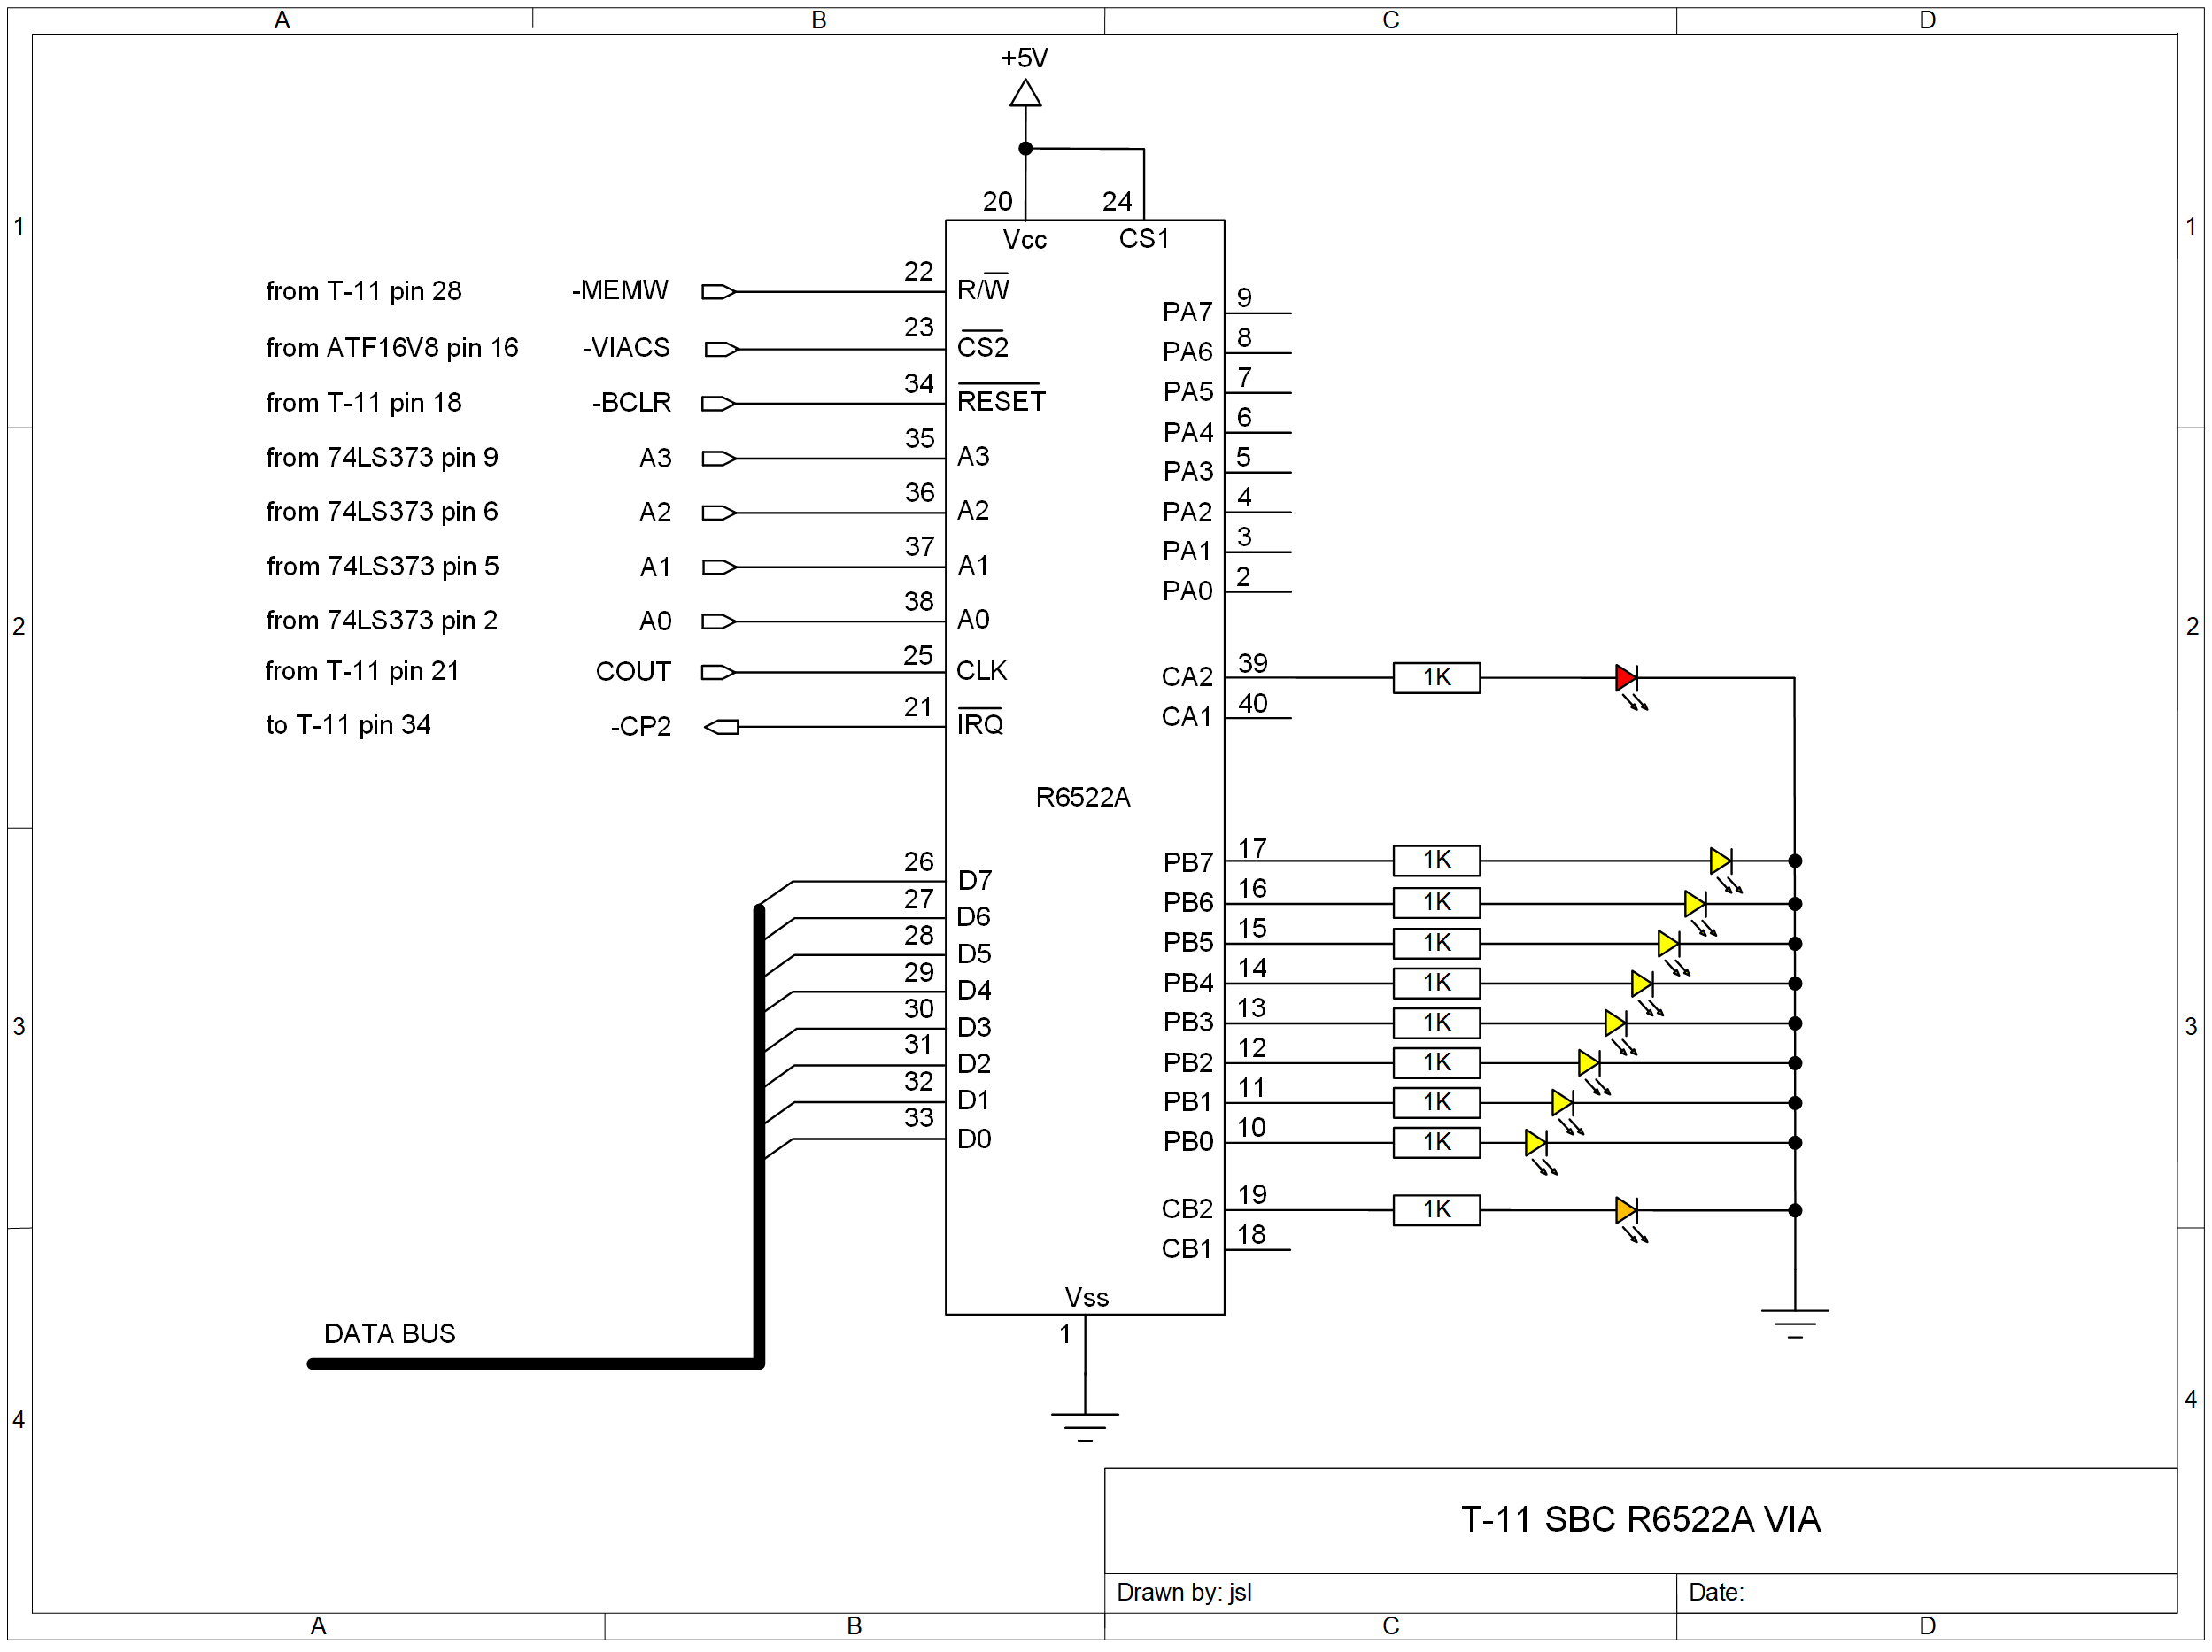 A B C D
+5V
20 24
Vcc CS1
1 1
from T-11 pin 28 -MEMW 22 R/W
PA7 9
from ATF16V8 pin 16 -VIACS 23 CS2
PA6 8
from T-11 pin 18 -BCLR 34 RESET
PA5 7
PA4 6
from 74LS373 pin 9 A3 35 A3
PA3 5
from 74LS373 pin 6 A2 36 A2
PA2 4
from 74LS373 pin 5 A1 37 A1
PA1 3
PA0 2
from 74LS373 pin 2 A0 38 A0
2 2
from T-11 pin 21 COUT 25 CLK
CA2 39 1K
to T-11 pin 34 -CP2 21 IRQ
CA1 40
R6522A
PB7 17 1K
26 D7
PB6 16 1K
27 D6
PB5 15 1K
28 D5
PB4 14 1K
29 D4
PB3 13 1K
30 D3
3 3
PB2 12 1K
31 D2
PB1 11 1K
32 D1
PB0 10 1K
33 D0
CB2 19 1K
CB1 18
Vss
1
DATA BUS
4 4
T-11 SBC R6522A VIA
Drawn by: jsl Date:
A B C D